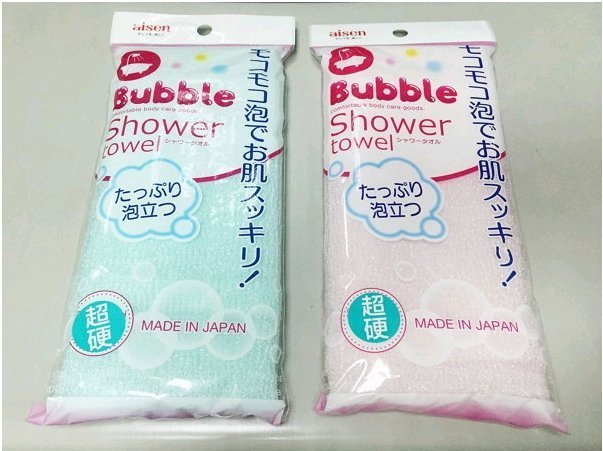 aisen
Bubble
comfortable body care goods.
Shower
towel シャワータオル
モコモコ泡でお肌スッキリ!
たっぷり
泡立つ
超硬
MADE IN JAPAN
aisen
Bubble
comfortable body care goods.
Shower
towel シャワータオル
モコモコ泡でお肌スッキリ!
たっぷり
泡立つ
超硬
MADE IN JAPAN